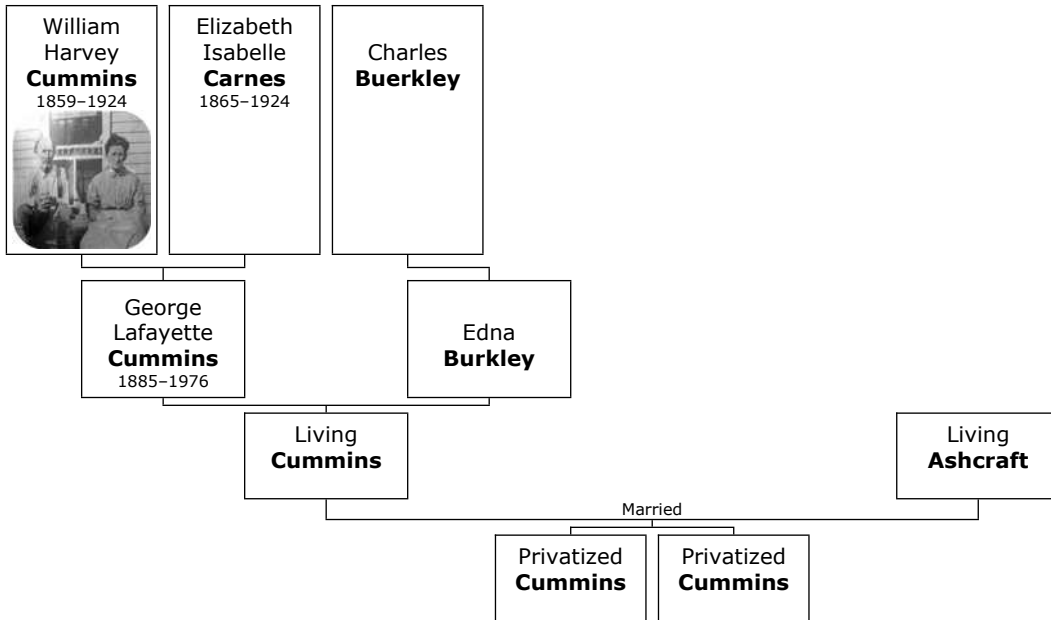 William
Harvey
Cummins
1859–1924
Elizabeth
Isabelle
Carnes
1865–1924
Charles
Buerkley
George
Lafayette
Cummins
1885–1976
Edna
Burkley
Living
Cummins
Living
Ashcraft
Married
Privatized
Cummins
Privatized
Cummins